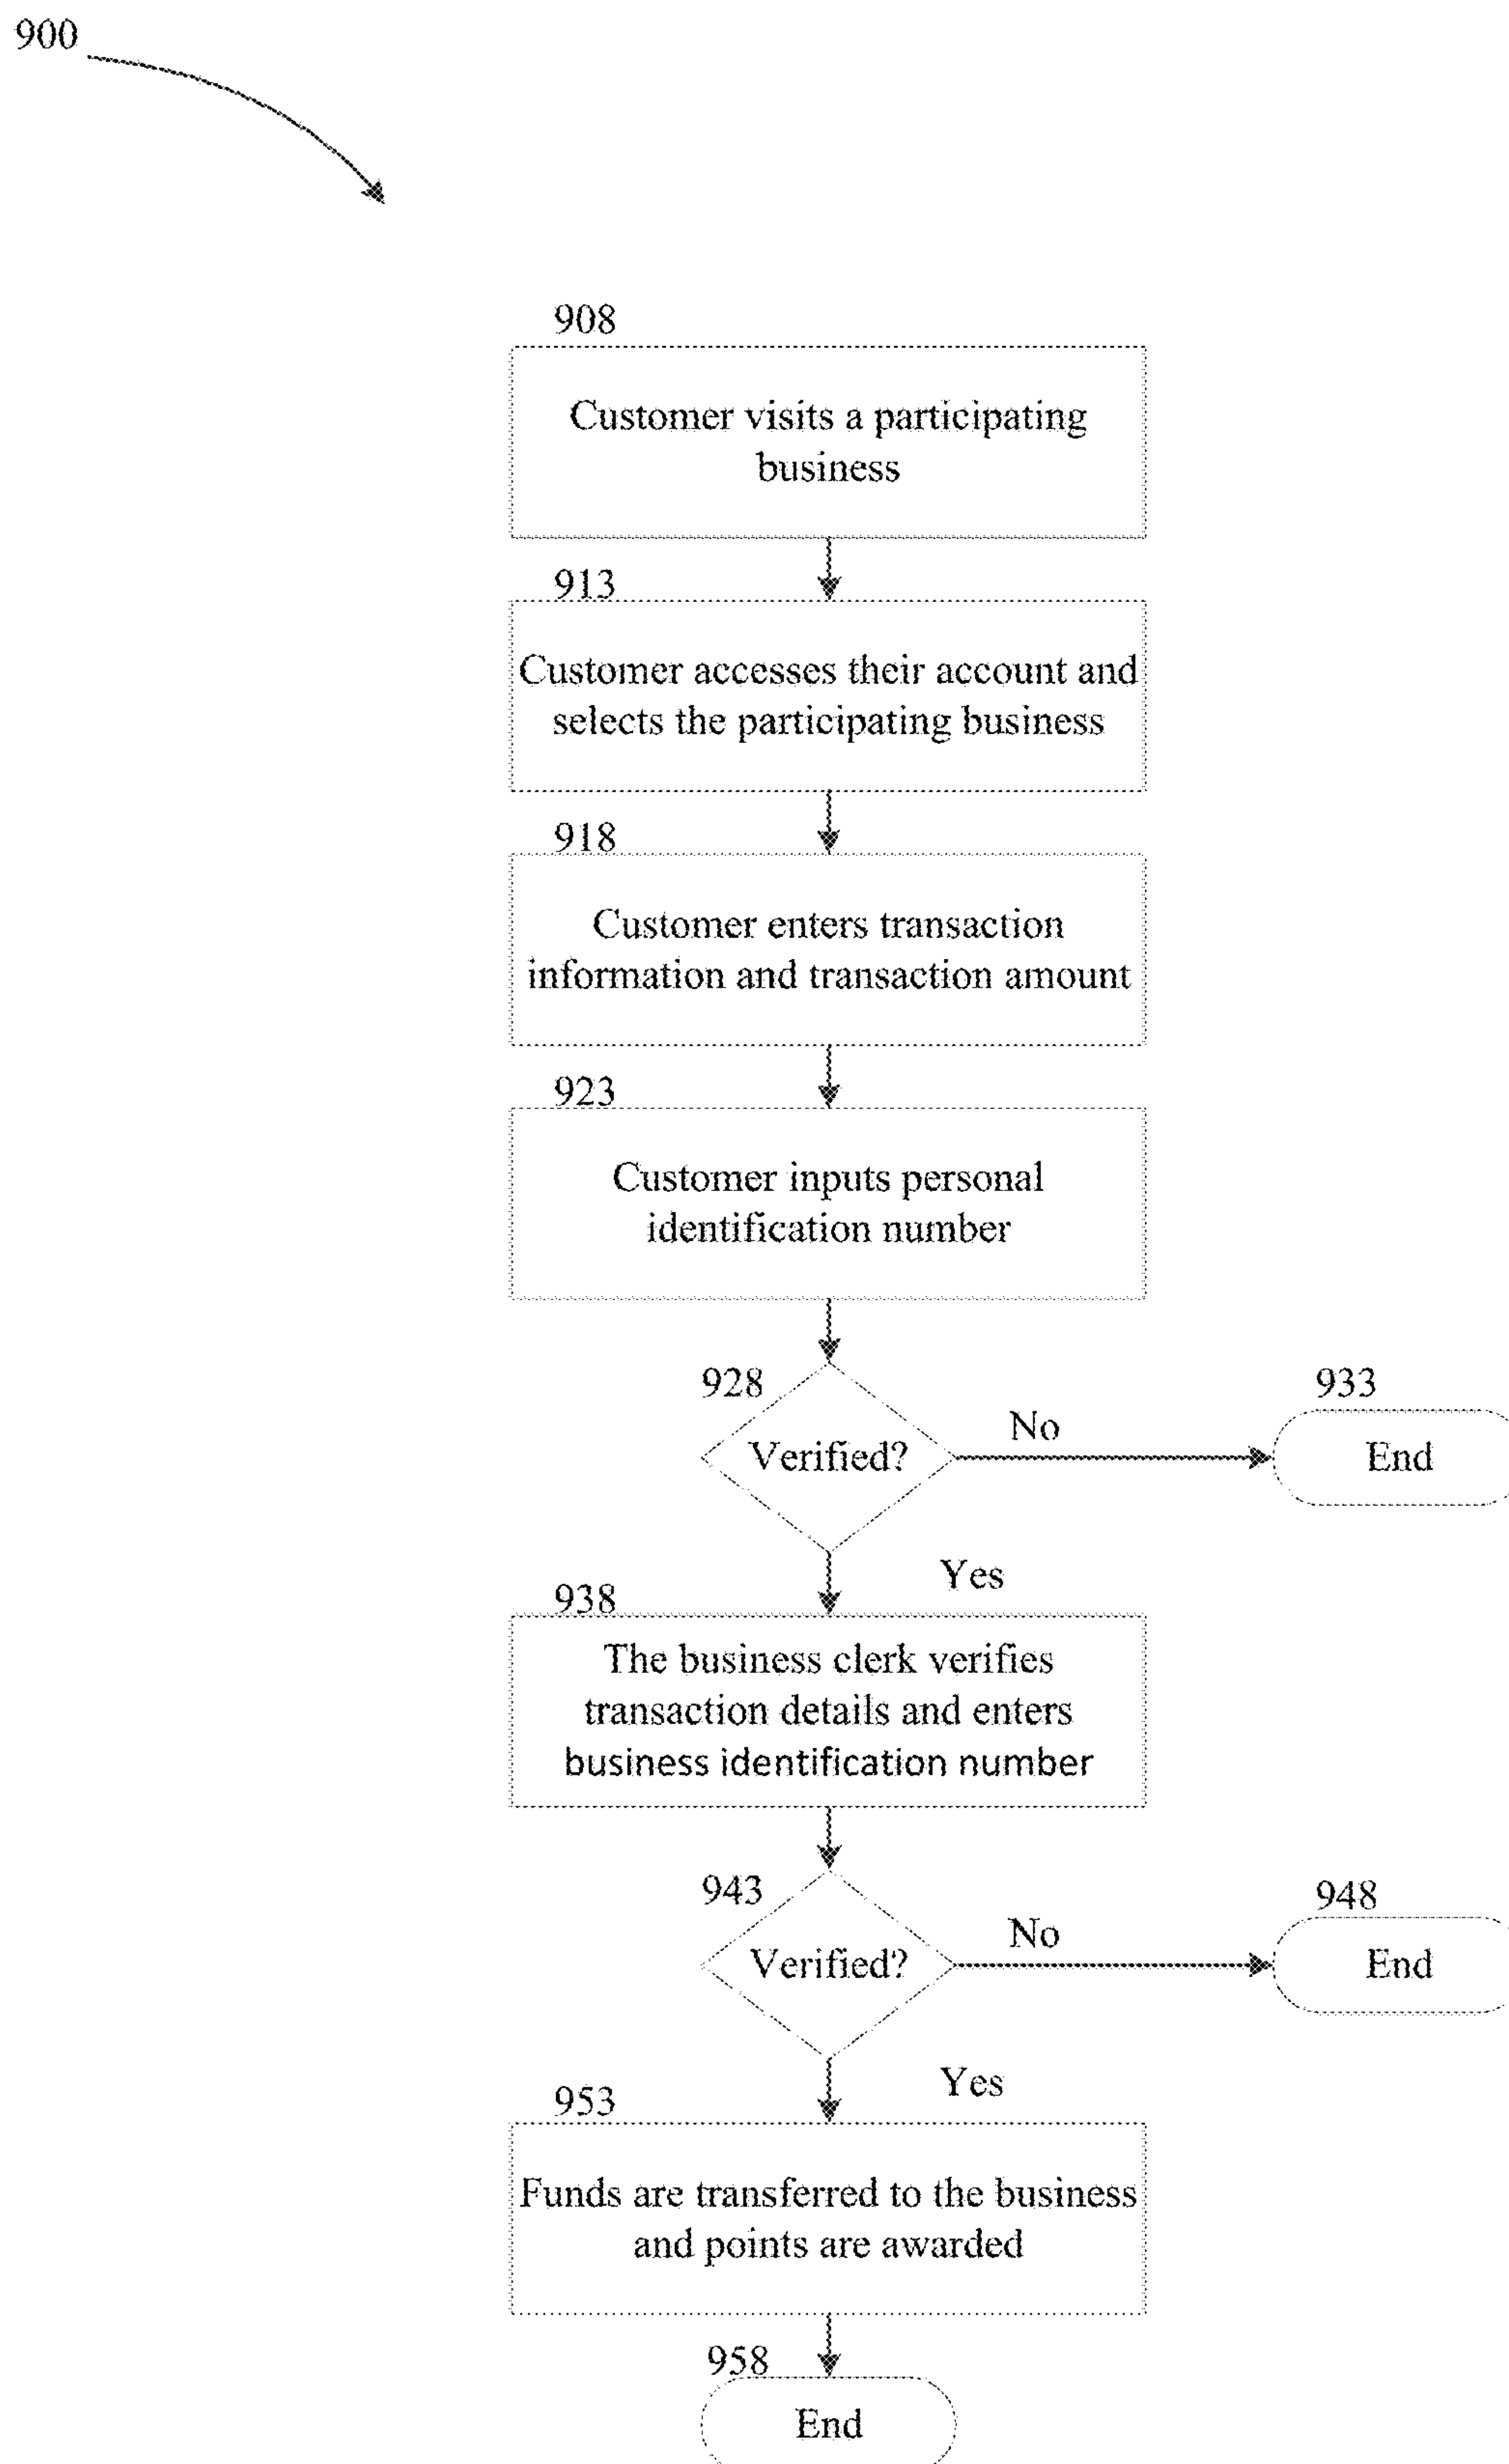 900
908
Customer visits a participating
business
913
Customer accesses their account and
selects the participating business
918
Customer enters transaction
information and transaction amount
923
Customer inputs personal
identification number
928
Verified?
No
933
End
Yes
938
The business clerk verifies
transaction details and enters
business identification number
943
Verified?
No
948
End
Yes
953
Funds are transferred to the business
and points are awarded
958
End